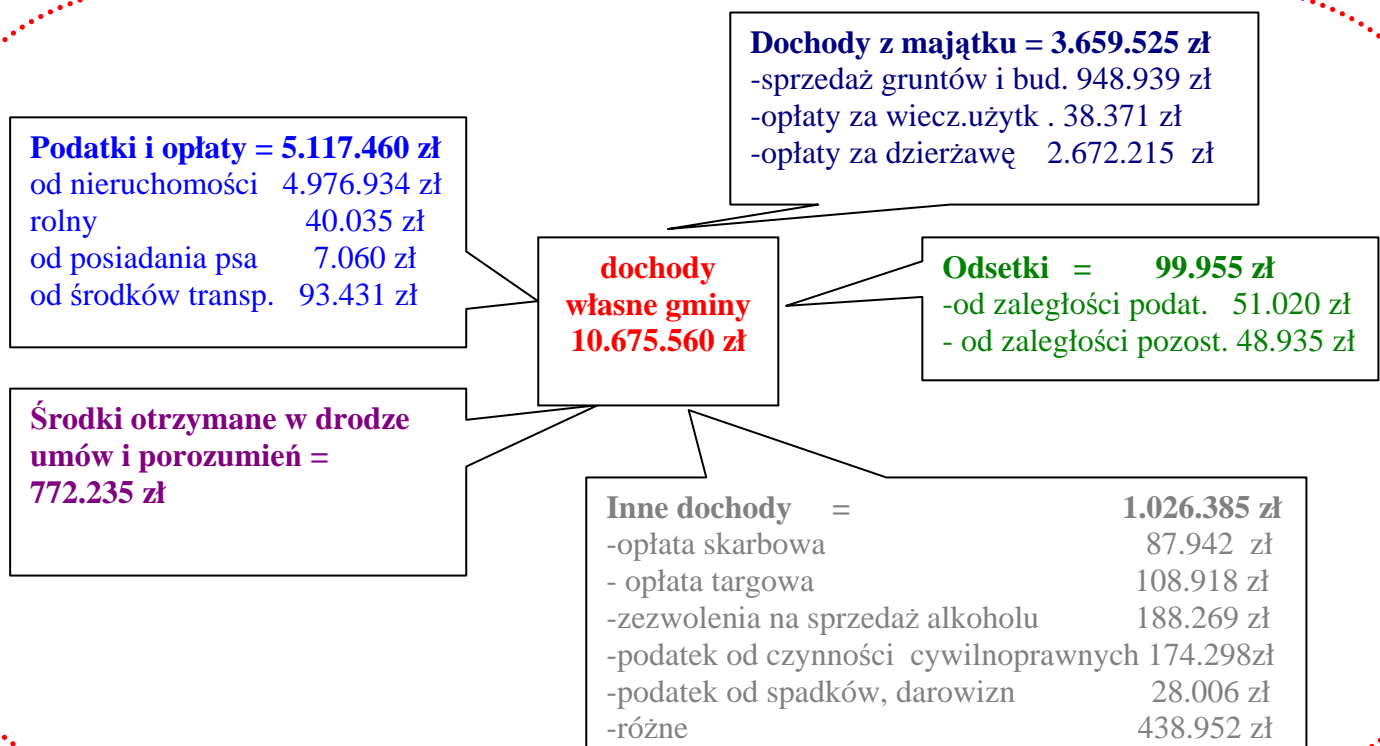 Dochody z majątku = 3.659.525 zł
-sprzedaż gruntów i bud. 948.939 zł
-opłaty za wiecz.użytk . 38.371 zł
-opłaty za dzierżawę 2.672.215 zł
Podatki i opłaty = 5.117.460 zł
od nieruchomości 4.976.934 zł
rolny 40.035 zł
od posiadania psa 7.060 zł
od środków transp. 93.431 zł
dochody
własne gminy
10.675.560 zł
Odsetki = 99.955 zł
-od zaległości podat. 51.020 zł
- od zaległości pozost. 48.935 zł
Środki otrzymane w drodze
umów i porozumień =
772.235 zł
Inne dochody = 1.026.385 zł
-opłata skarbowa 87.942 zł
- opłata targowa 108.918 zł
-zezwolenia na sprzedaż alkoholu 188.269 zł
-podatek od czynności cywilnoprawnych 174.298zł
-podatek od spadków, darowizn 28.006 zł
-różne 438.952 zł